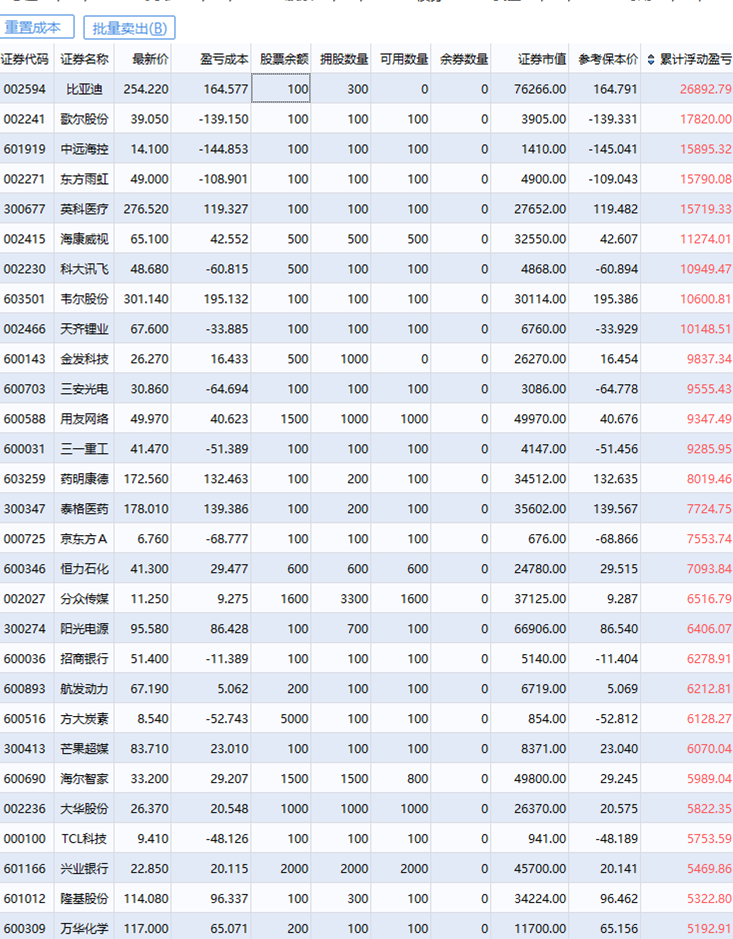 重置成本 批量卖出(B)
证券代码 证券名称 最新价 盈亏成本 股票余额 拥股数量 可用数量 余券数量 证券市值 参考保本价 累计浮动盈亏
002594 比亚迪 254.220 164.577 100 300 0 0 76266.00 164.791 26892.79
002241 歌尔股份 39.050 -139.150 100 100 100 0 3905.00 -139.331 17820.00
601919 中远海控 14.100 -144.853 100 100 100 0 1410.00 -145.041 15895.32
002271 东方雨虹 49.000 -108.901 100 100 100 0 4900.00 -109.043 15790.08
300677 英科医疗 276.520 119.327 100 100 100 0 27652.00 119.482 15719.33
002415 海康威视 65.100 42.552 500 500 500 0 32550.00 42.607 11274.01
002230 科大讯飞 48.680 -60.815 500 100 100 0 4868.00 -60.894 10949.47
603501 韦尔股份 301.140 195.132 100 100 100 0 30114.00 195.386 10600.81
002466 天齐锂业 67.600 -33.885 100 100 100 0 6760.00 -33.929 10148.51
600143 金发科技 26.270 16.433 500 1000 0 0 26270.00 16.454 9837.34
600703 三安光电 30.860 -64.694 100 100 100 0 3086.00 -64.778 9555.43
600588 用友网络 49.970 40.623 1500 1000 1000 0 49970.00 40.676 9347.49
600031 三一重工 41.470 -51.389 100 100 100 0 4147.00 -51.456 9285.95
603259 药明康德 172.560 132.463 100 200 100 0 34512.00 132.635 8019.46
300347 泰格医药 178.010 139.386 100 200 100 0 35602.00 139.567 7724.75
000725 京东方A 6.760 -68.777 100 100 100 0 676.00 -68.866 7553.74
600346 恒力石化 41.300 29.477 600 600 600 0 24780.00 29.515 7093.84
002027 分众传媒 11.250 9.275 1600 3300 1600 0 37125.00 9.287 6516.79
300274 阳光电源 95.580 86.428 100 700 100 0 66906.00 86.540 6406.07
600036 招商银行 51.400 -11.389 100 100 100 0 5140.00 -11.404 6278.91
600893 航发动力 67.190 5.062 200 100 100 0 6719.00 5.069 6212.81
600516 方大炭素 8.540 -52.743 5000 100 100 0 854.00 -52.812 6128.27
300413 芒果超媒 83.710 23.010 100 100 100 0 8371.00 23.040 6070.04
600690 海尔智家 33.200 29.207 1500 1500 800 0 49800.00 29.245 5989.04
002236 大华股份 26.370 20.548 1000 1000 1000 0 26370.00 20.575 5822.35
000100 TCL科技 9.410 -48.126 100 100 100 0 941.00 -48.189 5753.59
601166 兴业银行 22.850 20.115 2000 2000 2000 0 45700.00 20.141 5469.86
601012 隆基股份 114.080 96.337 100 300 100 0 34224.00 96.462 5322.80
600309 万华化学 117.000 65.071 200 100 100 0 11700.00 65.156 5192.91